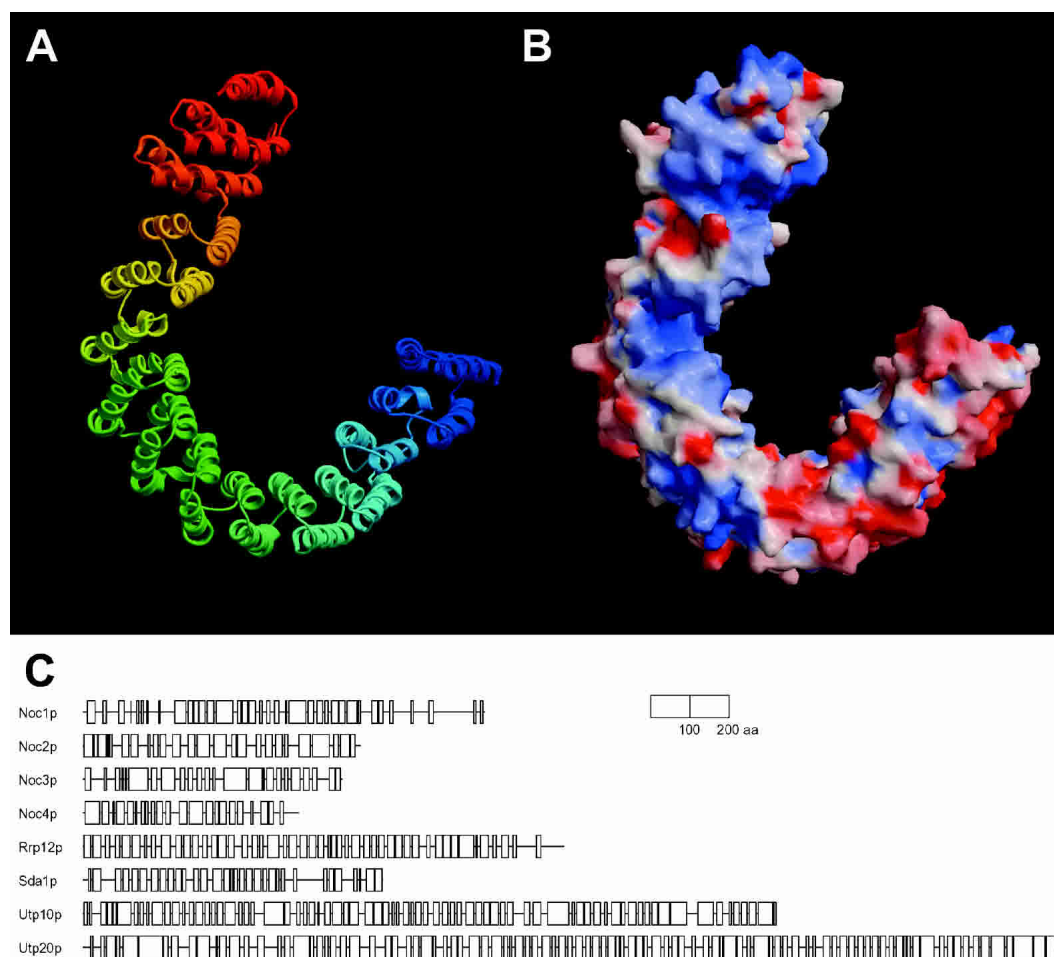 A B
C
Noc1p
100 200 aa
Noc2p
Noc3p
Noc4p
Rrp12p
Sda1p
Utp10p
Utp20p